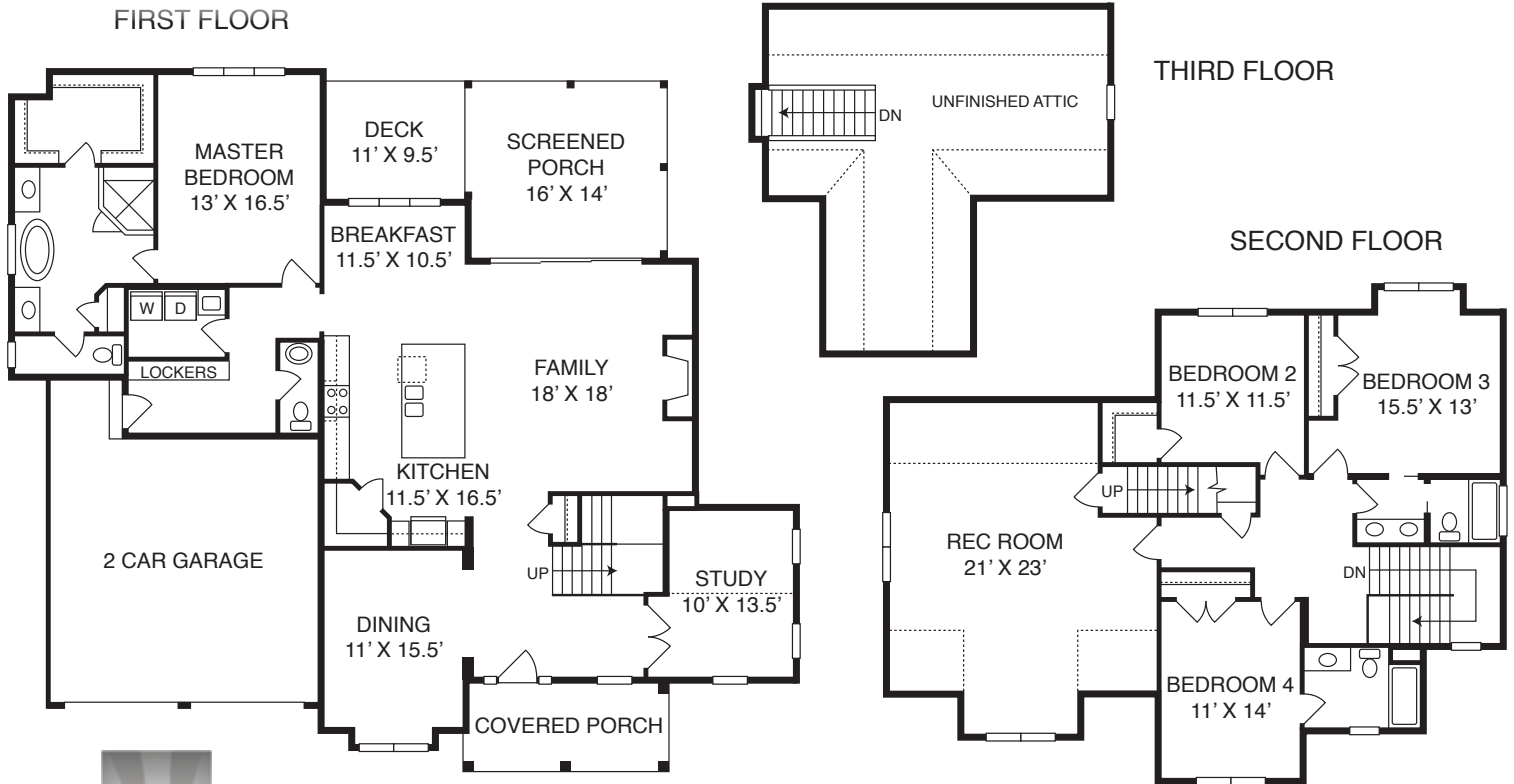 FIRST FLOOR
MASTER
BEDROOM
13’ X 16.5’
DECK
11’ X 9.5’
SCREENED
PORCH
16’ X 14’
BREAKFAST
11.5’ X 10.5’
W
D
LOCKERS
FAMILY
18’ X 18’
KITCHEN
11.5’ X 16.5’
2 CAR GARAGE
UP
STUDY
10’ X 13.5’
DINING
11’ X 15.5’
COVERED PORCH
THIRD FLOOR
UNFINISHED ATTIC
DN
SECOND FLOOR
BEDROOM 2
11.5’ X 11.5’
BEDROOM 3
15.5’ X 13’
UP
REC ROOM
21’ X 23’
DN
BEDROOM 4
11’ X 14’